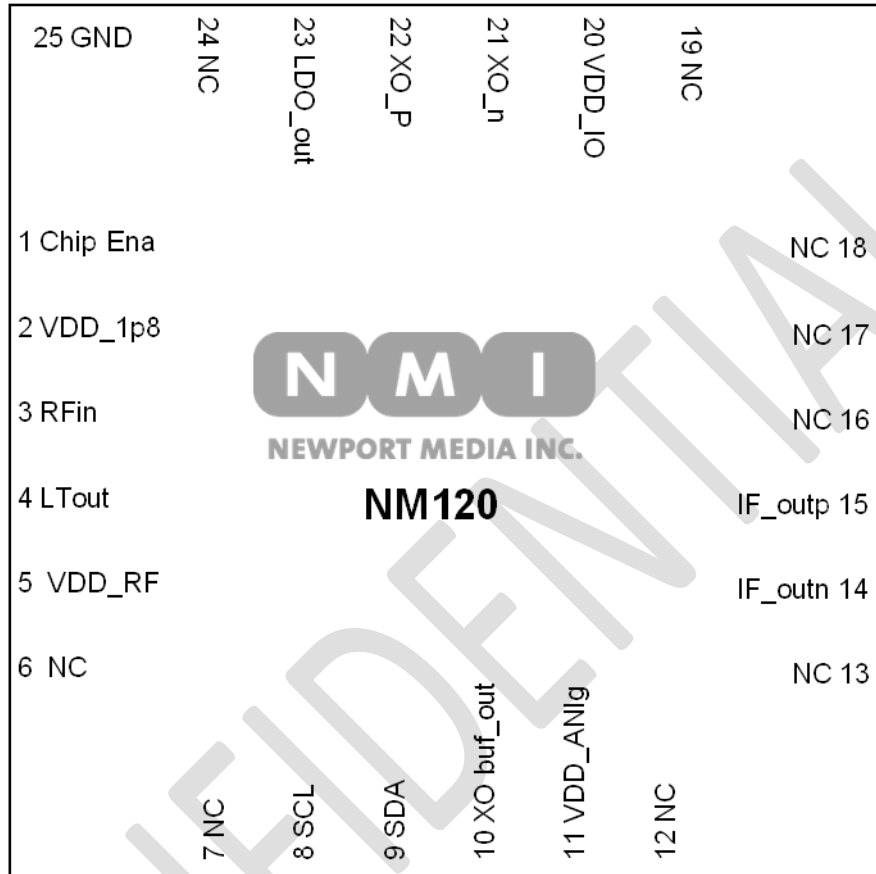 25 GND
24 NC
23 LDO_out
22 XO_P
21 XO_n
20 VDD_IO
19 NC
1 Chip Ena
2 VDD_1p8
3 RFin
4 LTout
5 VDD_RF
6 NC
NC 18
NC 17
NC 16
IF_outp 15
IF_outn 14
NC 13
NMI
NEWPORT MEDIA INC.
NM120
7 NC
8 SCL
9 SDA
10 XO buf_out
11 VDD_ANlg
12 NC
FIDENTIAL